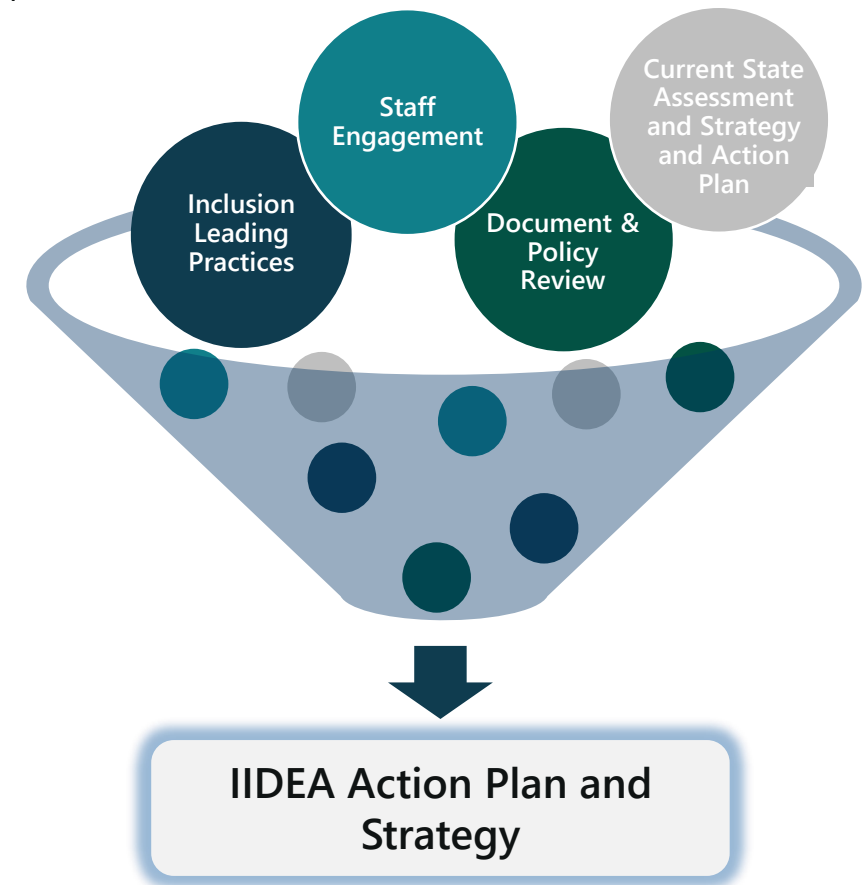 Staff
Engagement
Current State
Assessment
and Strategy
and Action
Plan
Inclusion
Leading
Practices
Document &
Policy
Review
IIDEA Action Plan and
Strategy